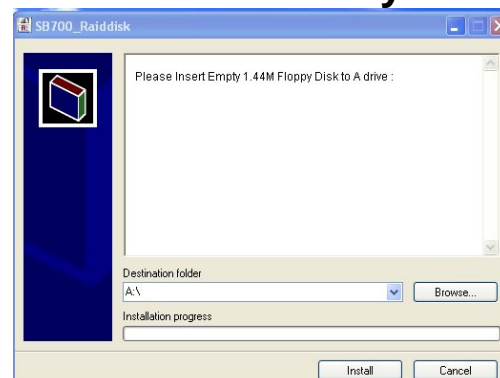 SB700_Raiddisk
Please Insert Empty 1.44M Floppy Disk to A drive :
Destination folder
A:\
Browse...
Installation progress
Install
Cancel